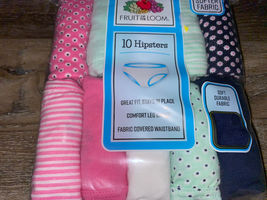 FRUIT OF THE LOOM.
SOFTER
FABRIC
10 Hipsters
GREAT FIT, STAYS IN PLACE
COMFORT LEG
FABRIC COVERED WAISTBAND
SOFT,
DURABLE
FABRIC